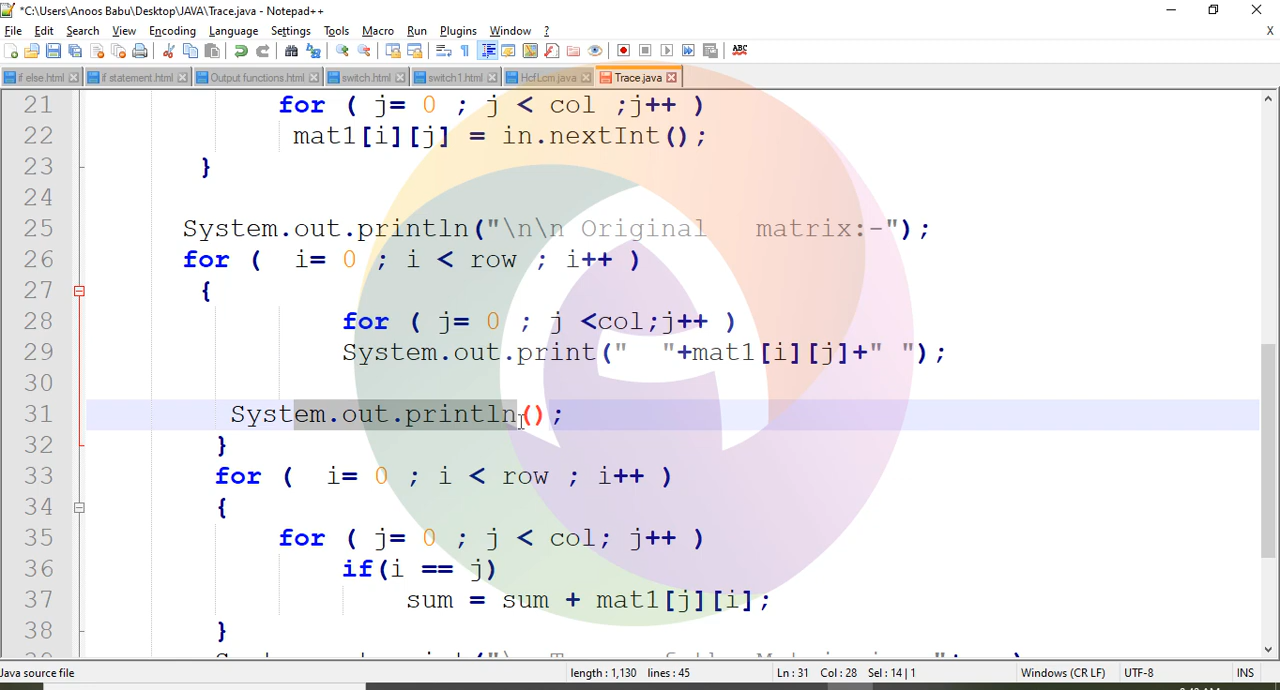 *C:\Users\Anoos Babu\Desktop\JAVA\Trace.java - Notepad++
File Edit Search View Encoding Language Settings Tools Macro Run Plugins Window ? X
if else.html if statement.html Output functions.html switch.html switch1.html HcfLcm.java Trace.java
21 for ( j= 0 ; j < col ;j++ )
22 mat1[i][j] = in.nextInt();
23 }
24
25 System.out.println("\n\n Original   matrix:-");
26 for (  i= 0 ; i < row ; i++ )
27 {
28 for ( j= 0 ; j <col;j++ )
29 System.out.print("  "+mat1[i][j]+" ");
30
31 System.out.println();
32 }
33 for (  i= 0 ; i < row ; i++ )
34 {
35 for ( j= 0 ; j < col; j++ )
36 if(i == j)
37 sum = sum + mat1[j][i];
38 }
Java source file length : 1,130 lines : 45 Ln : 31 Col : 28 Sel : 14 | 1 Windows (CR LF) UTF-8 INS